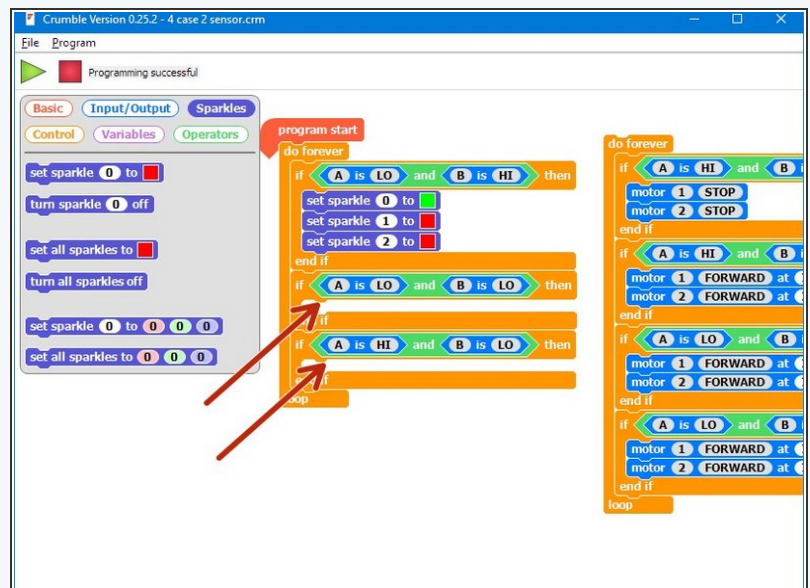 Crumble Version 0.25.2 - 4 case 2 sensor.crm
File Program
Programming successful
Basic Input/Output Sparkles
Control Variables Operators
set sparkle 0 to
turn sparkle 0 off
set all sparkles to
turn all sparkles off
set sparkle 0 to 0 0 0
set all sparkles to 0 0 0
program start
do forever
if A is LO and B is HI then
set sparkle 0 to
set sparkle 1 to
set sparkle 2 to
end if
if A is LO and B is LO then
if
if A is HI and B is LO then
if
loop
do forever
if A is HI and B
motor 1 STOP
motor 2 STOP
end if
if A is HI and B
motor 1 FORWARD at
motor 2 FORWARD at
end if
if A is LO and B
motor 1 FORWARD at
motor 2 FORWARD at
end if
if A is LO and B
motor 1 FORWARD at
motor 2 FORWARD at
end if
loop